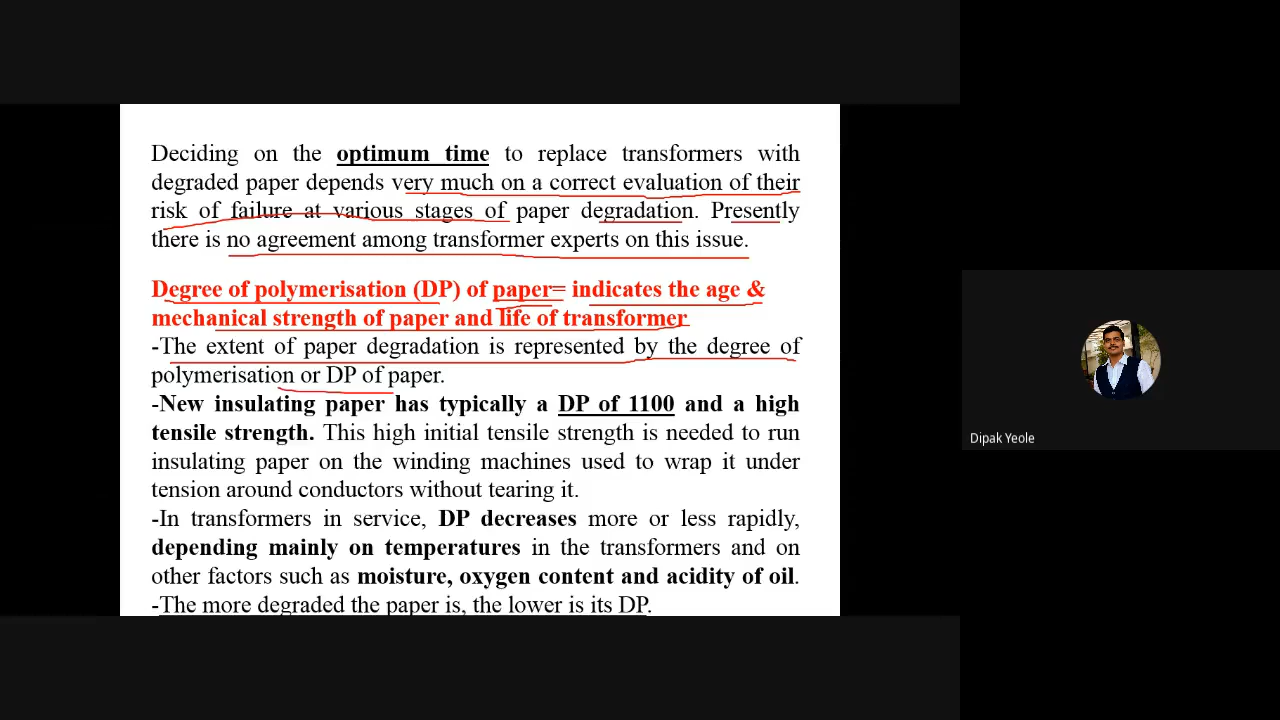 Deciding on the optimum time to replace transformers with
degraded paper depends very much on a correct evaluation of their
risk of failure at various stages of paper degradation. Presently
there is no agreement among transformer experts on this issue.
Degree of polymerisation (DP) of paper= indicates the age &
mechanical strength of paper and life of transformer
-The extent of paper degradation is represented by the degree of
polymerisation or DP of paper.
-New insulating paper has typically a DP of 1100 and a high
tensile strength. This high initial tensile strength is needed to run
insulating paper on the winding machines used to wrap it under
tension around conductors without tearing it.
-In transformers in service, DP decreases more or less rapidly,
depending mainly on temperatures in the transformers and on
other factors such as moisture, oxygen content and acidity of oil.
-The more degraded the paper is, the lower is its DP.
Dipak Yeole